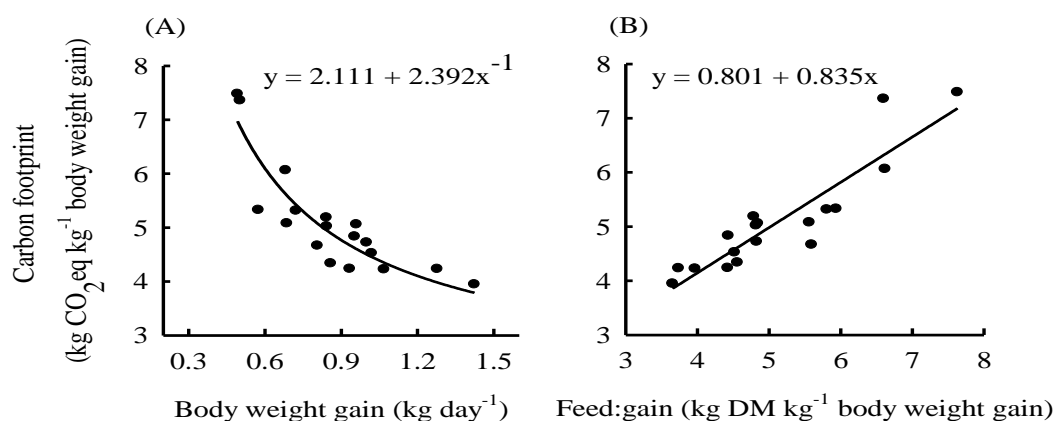 (A)
(B)
y = 2.111 + 2.392x⁻¹
y = 0.801 + 0.835x
Carbon footprint
(kg CO₂eq kg⁻¹ body weight gain)
8
7
6
5
4
3
0.3 0.6 0.9 1.2 1.5
Body weight gain (kg day⁻¹)
8
7
6
5
4
3
3 4 5 6 7 8
Feed:gain (kg DM kg⁻¹ body weight gain)